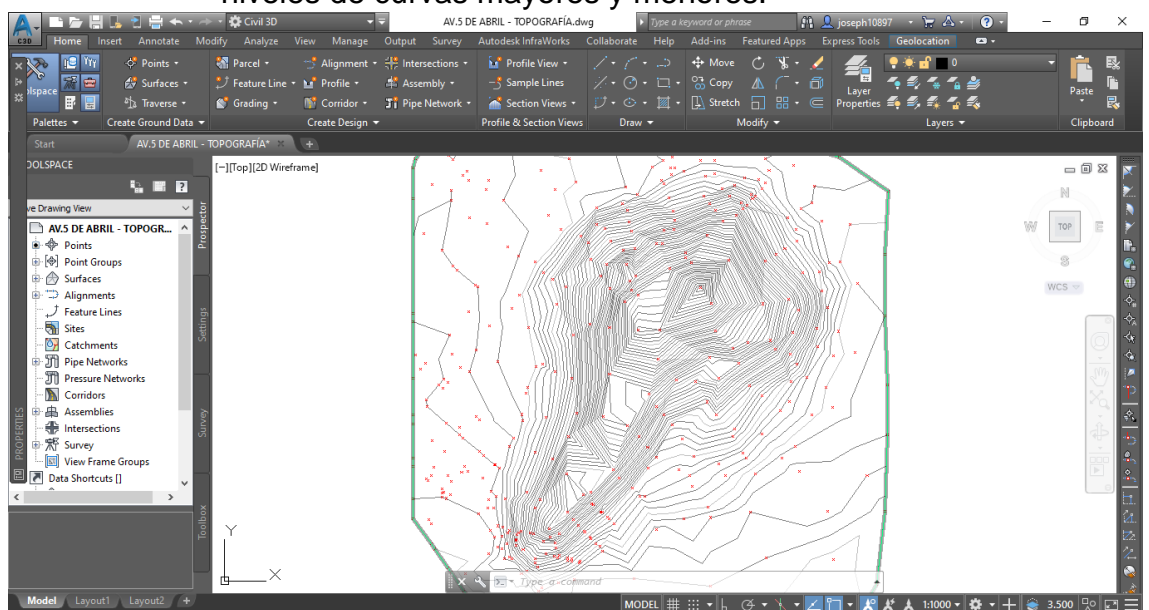 niveles de curvas mayores y menores.
Civil 3D
AV.5 DE ABRIL - TOPOGRAFÍA.dwg
Type a keyword or phrase
joseph10897
C3D
Home Insert Annotate Modify Analyze View Manage Output Survey Autodesk InfraWorks Collaborate Help Add-ins Featured Apps Express Tools Geolocation
Points Parcel Alignment Intersections Profile View Move 0
olspace Surfaces Feature Line Profile Assembly Sample Lines Copy Layer Properties Paste
Traverse Grading Corridor Pipe Network Section Views Stretch
Palettes Create Ground Data Create Design Profile & Section Views Draw Modify Layers Clipboard
Start AV.5 DE ABRIL - TOPOGRAFÍA*
OOLSPACE
[−][Top][2D Wireframe]
ve Drawing View
AV.5 DE ABRIL - TOPOGR...
Points
Point Groups
Surfaces
Alignments
Feature Lines
Sites
Catchments
Pipe Networks
Pressure Networks
Corridors
Assemblies
Intersections
Survey
View Frame Groups
Data Shortcuts []
Prospector
Settings
Survey
Toolbox
PROPERTIES
N
W TOP E
S
WCS
Y
X
Type a command
Model Layout1 Layout2 +
MODEL 1:1000 3.500